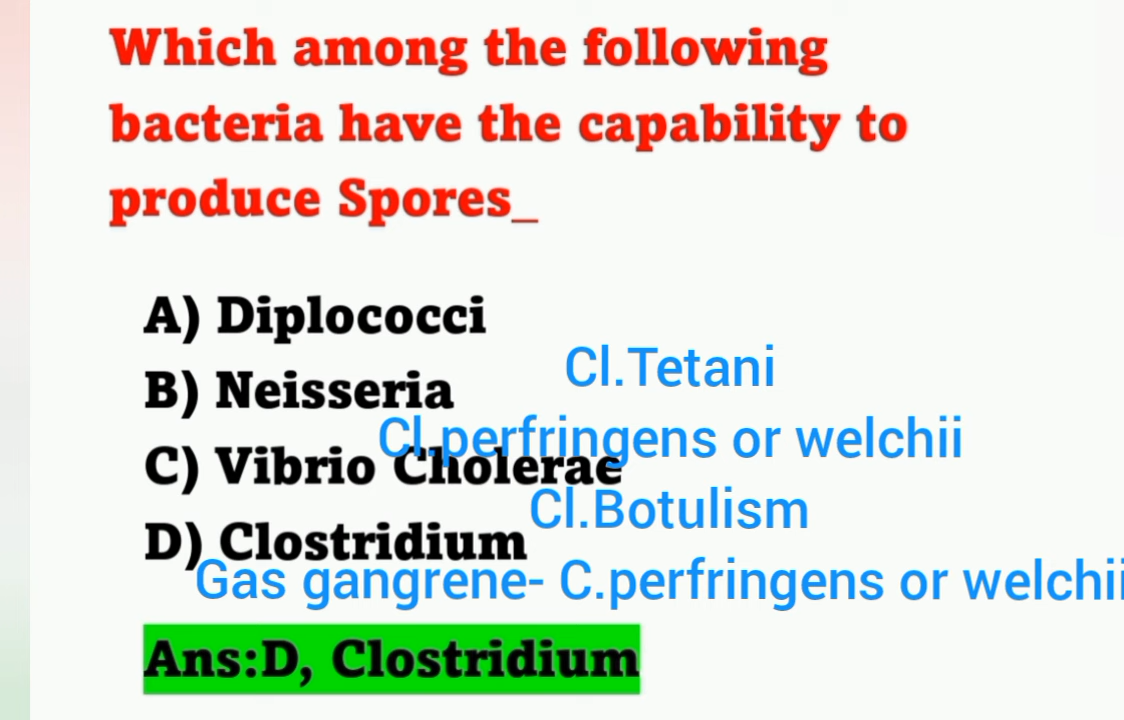 Which among the following
bacteria have the capability to
produce Spores_
A) Diplococci
Cl.Tetani
B) Neisseria
Cl.perfringens or welchii
C) Vibrio Cholerae
Cl.Botulism
D) Clostridium
Gas gangrene- C.perfringens or welchii
Ans:D, Clostridium